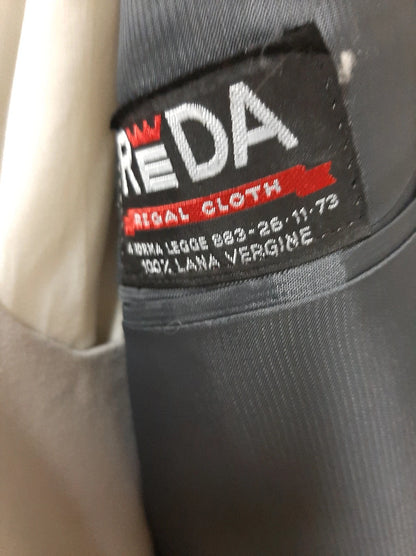 REDA
REGAL CLOTH
A NORMA LEGGE 883-26·11·73
100% LANA VERGINE